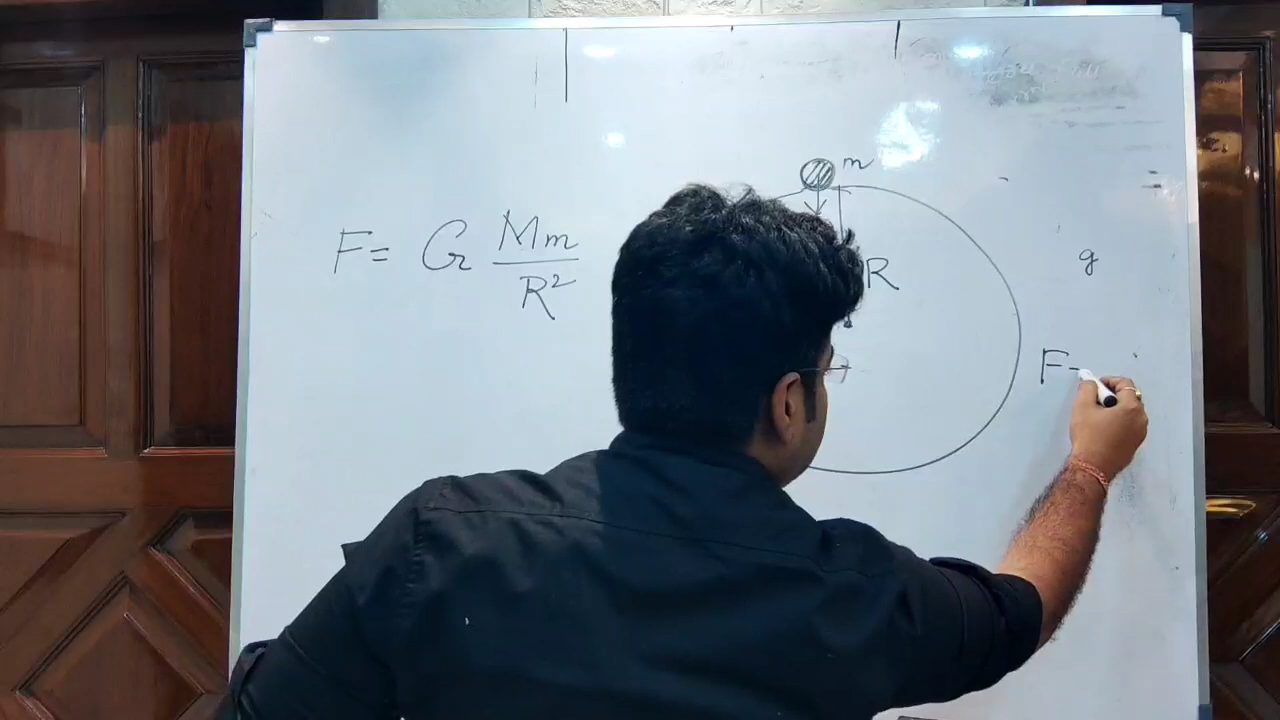 F = G Mm / R²
m
R
g
F =